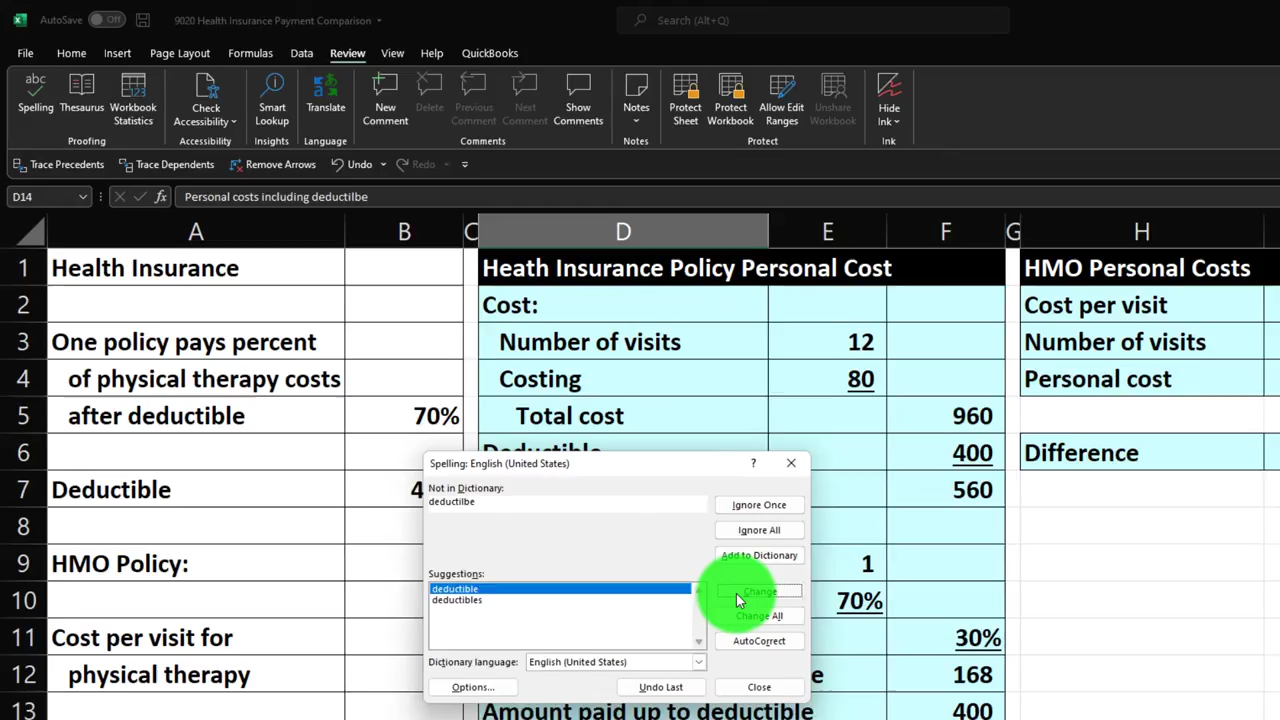 AutoSave Off 9020 Health Insurance Payment Comparison Search (Alt+Q)
File Home Insert Page Layout Formulas Data Review View Help QuickBooks
abc
Spelling Thesaurus Workbook Statistics Check Accessibility Smart Lookup Translate New Comment Delete Previous Comment Next Comment Show Comments Notes Protect Sheet Protect Workbook Allow Edit Ranges Unshare Workbook Hide Ink
Proofing Accessibility Insights Language Comments Notes Protect Ink
Trace Precedents Trace Dependents Remove Arrows Undo Redo
D14 fx Personal costs including deductilbe
A B C D E F G H
1 Health Insurance Heath Insurance Policy Personal Cost HMO Personal Costs
2 Cost: Cost per visit
3 One policy pays percent Number of visits 12 Number of visits
4 of physical therapy costs Costing 80 Personal cost
5 after deductible 70% Total cost 960
6 Deductible 400 Difference
7 Deductible 4 560
8
9 HMO Policy: 1
10 70%
11 Cost per visit for 30%
12 physical therapy 168
13 Amount paid up to deductible 400
Spelling: English (United States) ?
Not in Dictionary:
deductilbe
Ignore Once
Ignore All
Add to Dictionary
Suggestions:
deductible
deductibles
Change
Change All
AutoCorrect
Dictionary language: English (United States)
Options... Undo Last Close